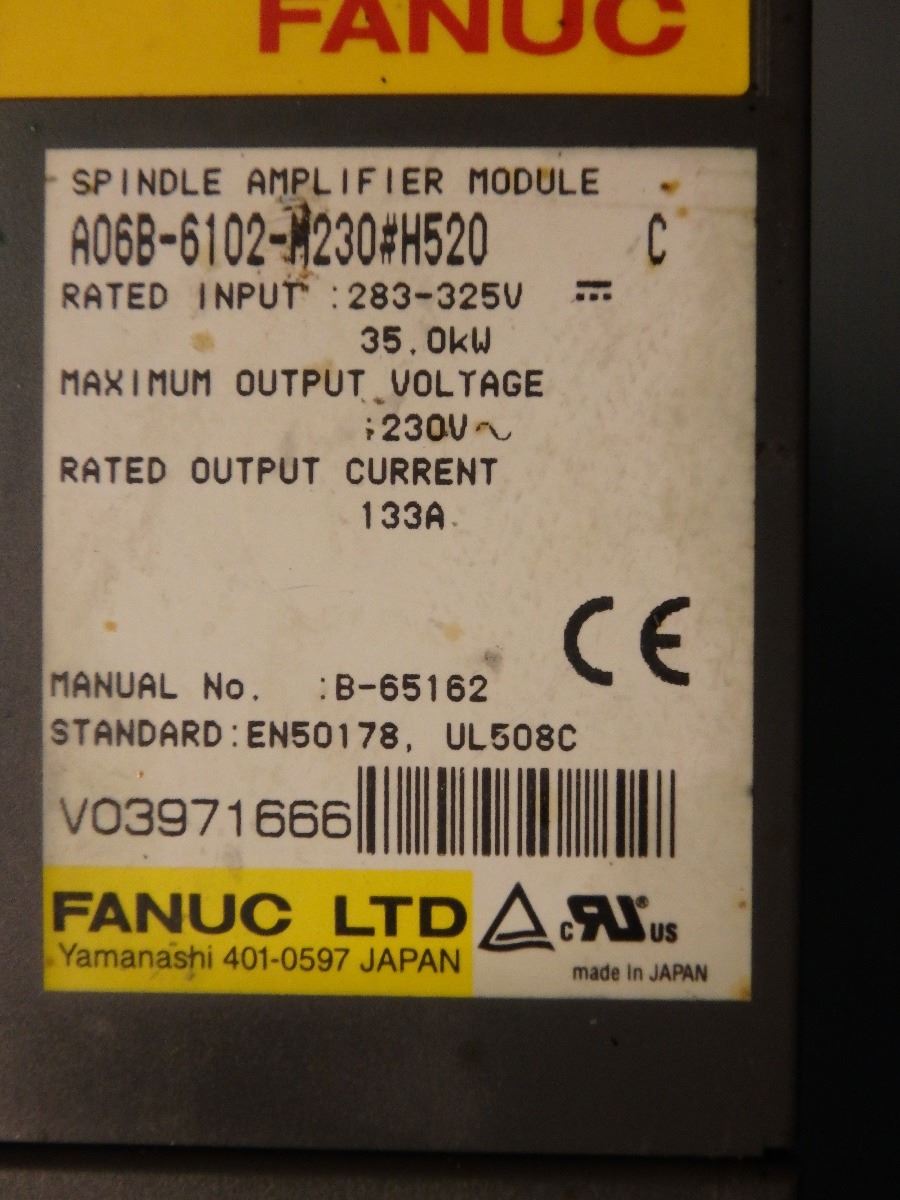 FANUC
SPINDLE AMPLIFIER MODULE
A06B-6102-M230#H520 C
RATED INPUT :283-325V ⎓
35.0kW
MAXIMUM OUTPUT VOLTAGE
:230V~
RATED OUTPUT CURRENT
133A
CE
MANUAL No. :B-65162
STANDARD:EN50178, UL508C
V03971666
FANUC LTD
Yamanashi 401-0597 JAPAN
c RU® US
made in JAPAN